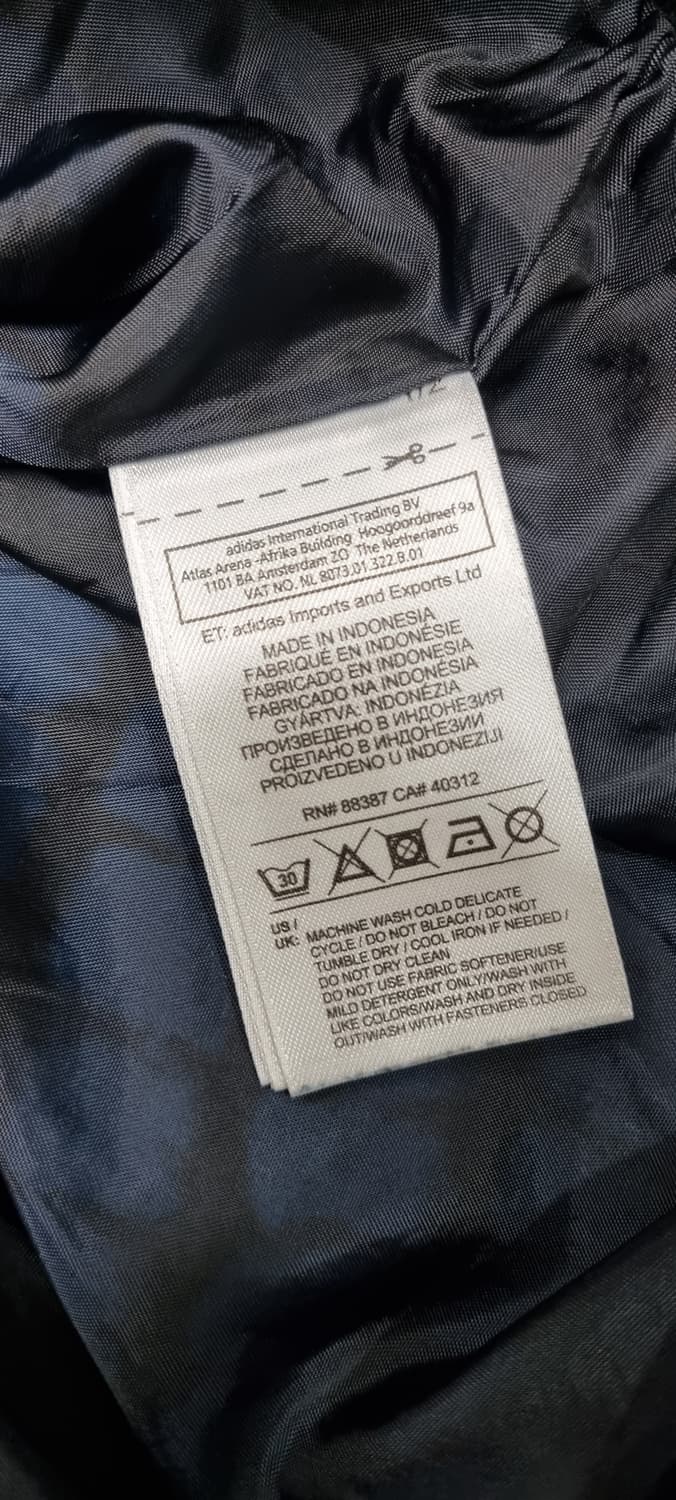 adidas International Trading BV
Atlas Arena -Afrika Building Hoogoorddreef 9a
1101 BA Amsterdam ZO The Netherlands
VAT NO. NL 8073.01.322.B.01
ET: adidas Imports and Exports Ltd
MADE IN INDONESIA
FABRIQUÉ EN INDONÉSIE
FABRICADO EN INDONESIA
FABRICADO NA INDONÉSIA
GYÁRTVA: INDONÉZIA
ПРОИЗВЕДЕНО В ИНДОНЕЗИЯ
СДЕЛАНО В ИНДОНЕЗИИ
PROIZVEDENO U INDONEZIJI
RN# 88387 CA# 40312
30
US /
UK: MACHINE WASH COLD DELICATE
CYCLE / DO NOT BLEACH / DO NOT
TUMBLE DRY / COOL IRON IF NEEDED /
DO NOT DRY CLEAN
DO NOT USE FABRIC SOFTENER/USE
MILD DETERGENT ONLY/WASH WITH
LIKE COLORS/WASH AND DRY INSIDE
OUT/WASH WITH FASTENERS CLOSED